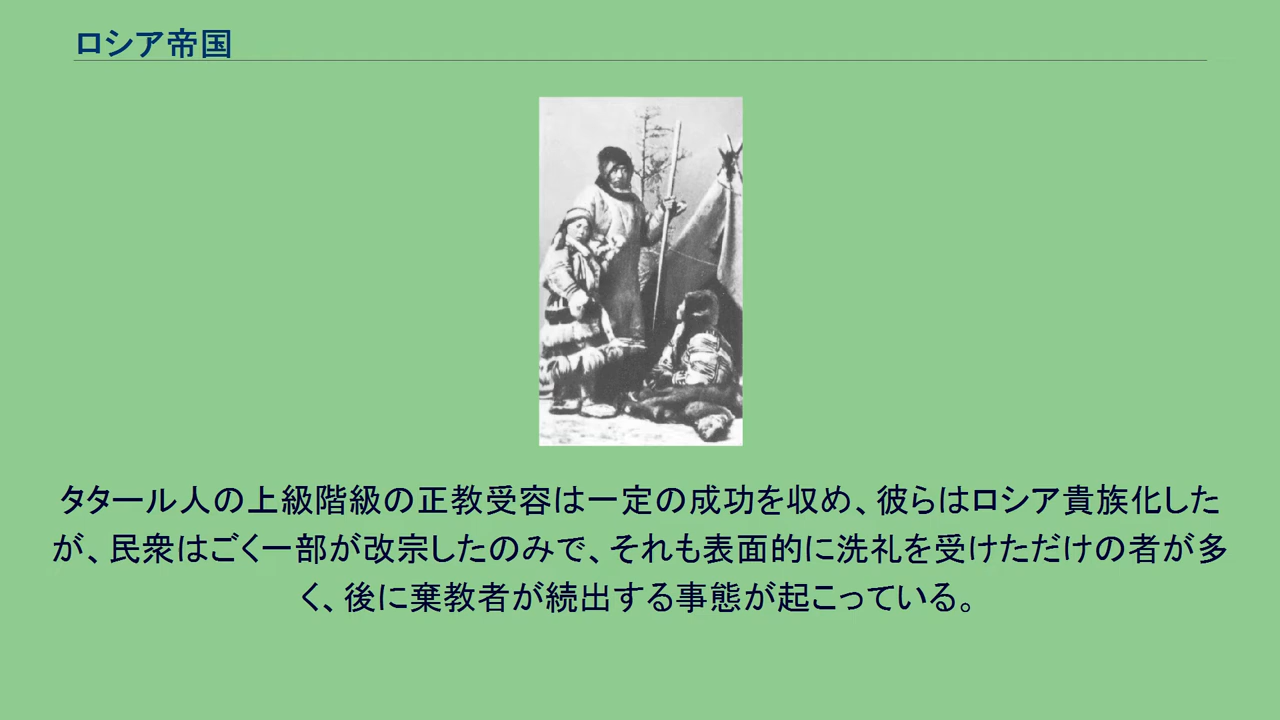 ロシア帝国
タタール人の上級階級の正教受容は一定の成功を収め、彼らはロシア貴族化した
が、民衆はごく一部が改宗したのみで、それも表面的に洗礼を受けただけの者が多
く、後に棄教者が続出する事態が起こっている。